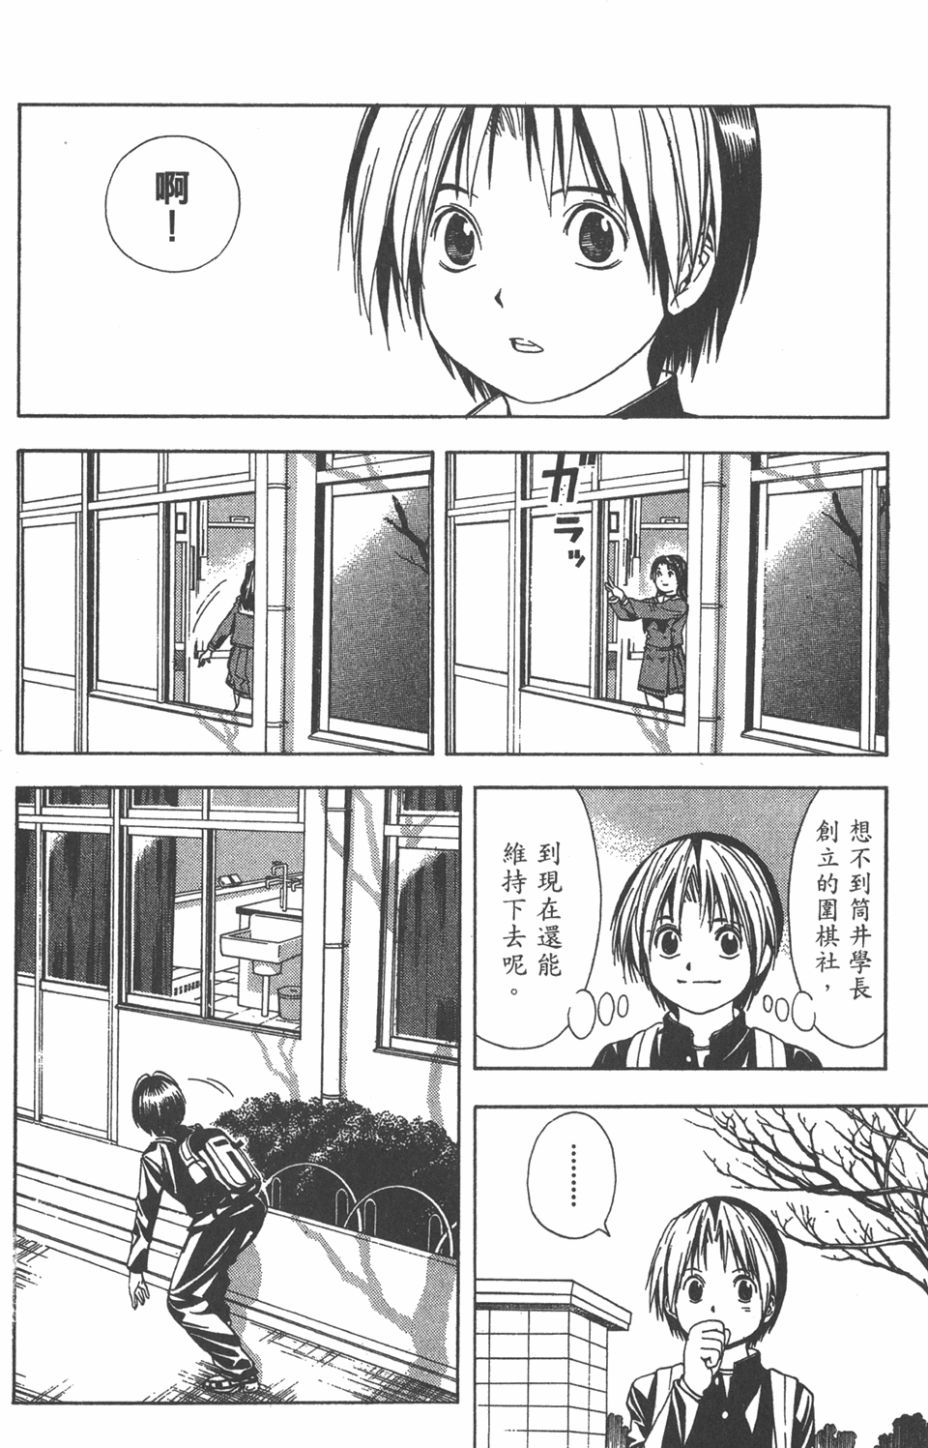 啊！
ガラッ
想不到筒井學長
創立的圍棋社，
到現在還能
維持下去呢。
………